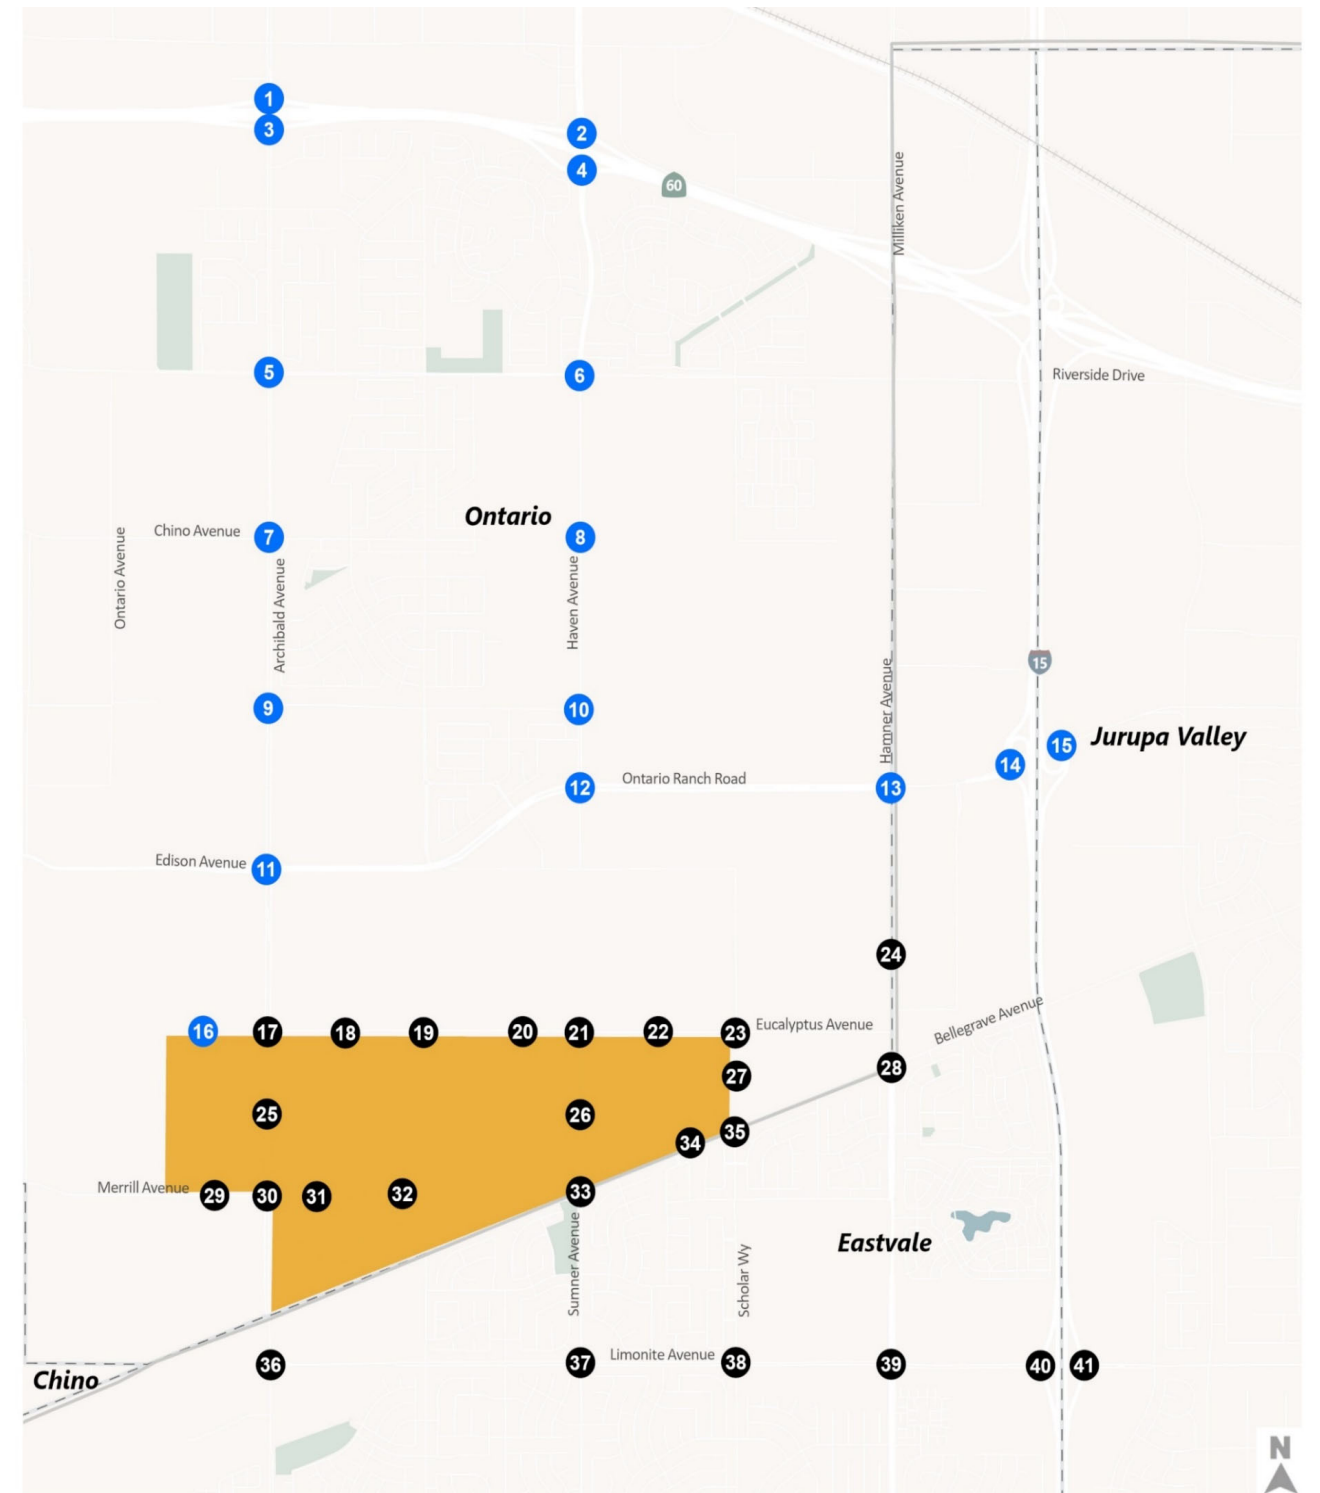 1
3
2
4
60
Milliken Avenue
5
6
Riverside Drive
Ontario
Chino Avenue
7
8
Ontario Avenue
Archibald Avenue
Haven Avenue
15
Hamner Avenue
9
10
Jurupa Valley
15
14
Ontario Ranch Road
12
13
Edison Avenue
11
24
Bellegrave Avenue
16
17
18
19
20
21
22
23
Eucalyptus Avenue
28
27
25
26
35
34
Merrill Avenue
29
30
31
32
33
Eastvale
Sumner Avenue
Scholar Wy
Limonite Avenue
36
37
38
39
40
41
Chino
N